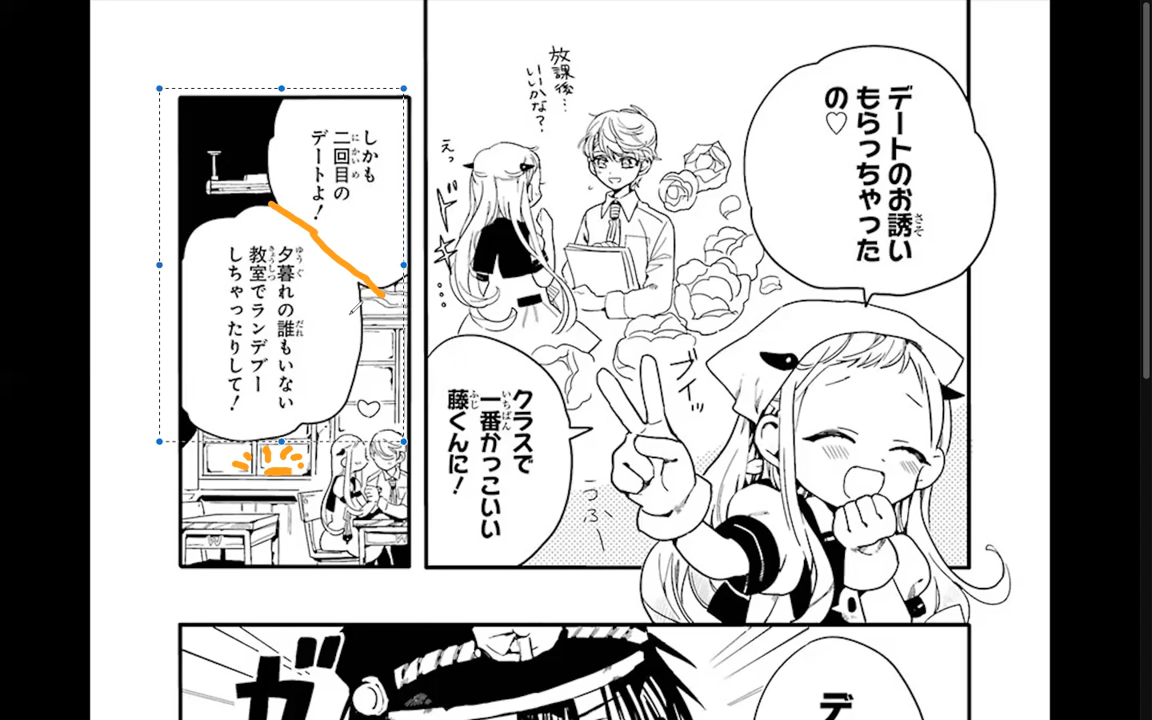 デートのお誘い
もらっちゃった
の♡
放課後…
いいかな?
えっ
ドキ
…
ブイッ
うふー
クラスで
一番かっこいい
藤くんに!
しかも
二回目の
デートよ!
夕暮れの誰もいない
教室でランデブー
しちゃったりして!
ガ
デ